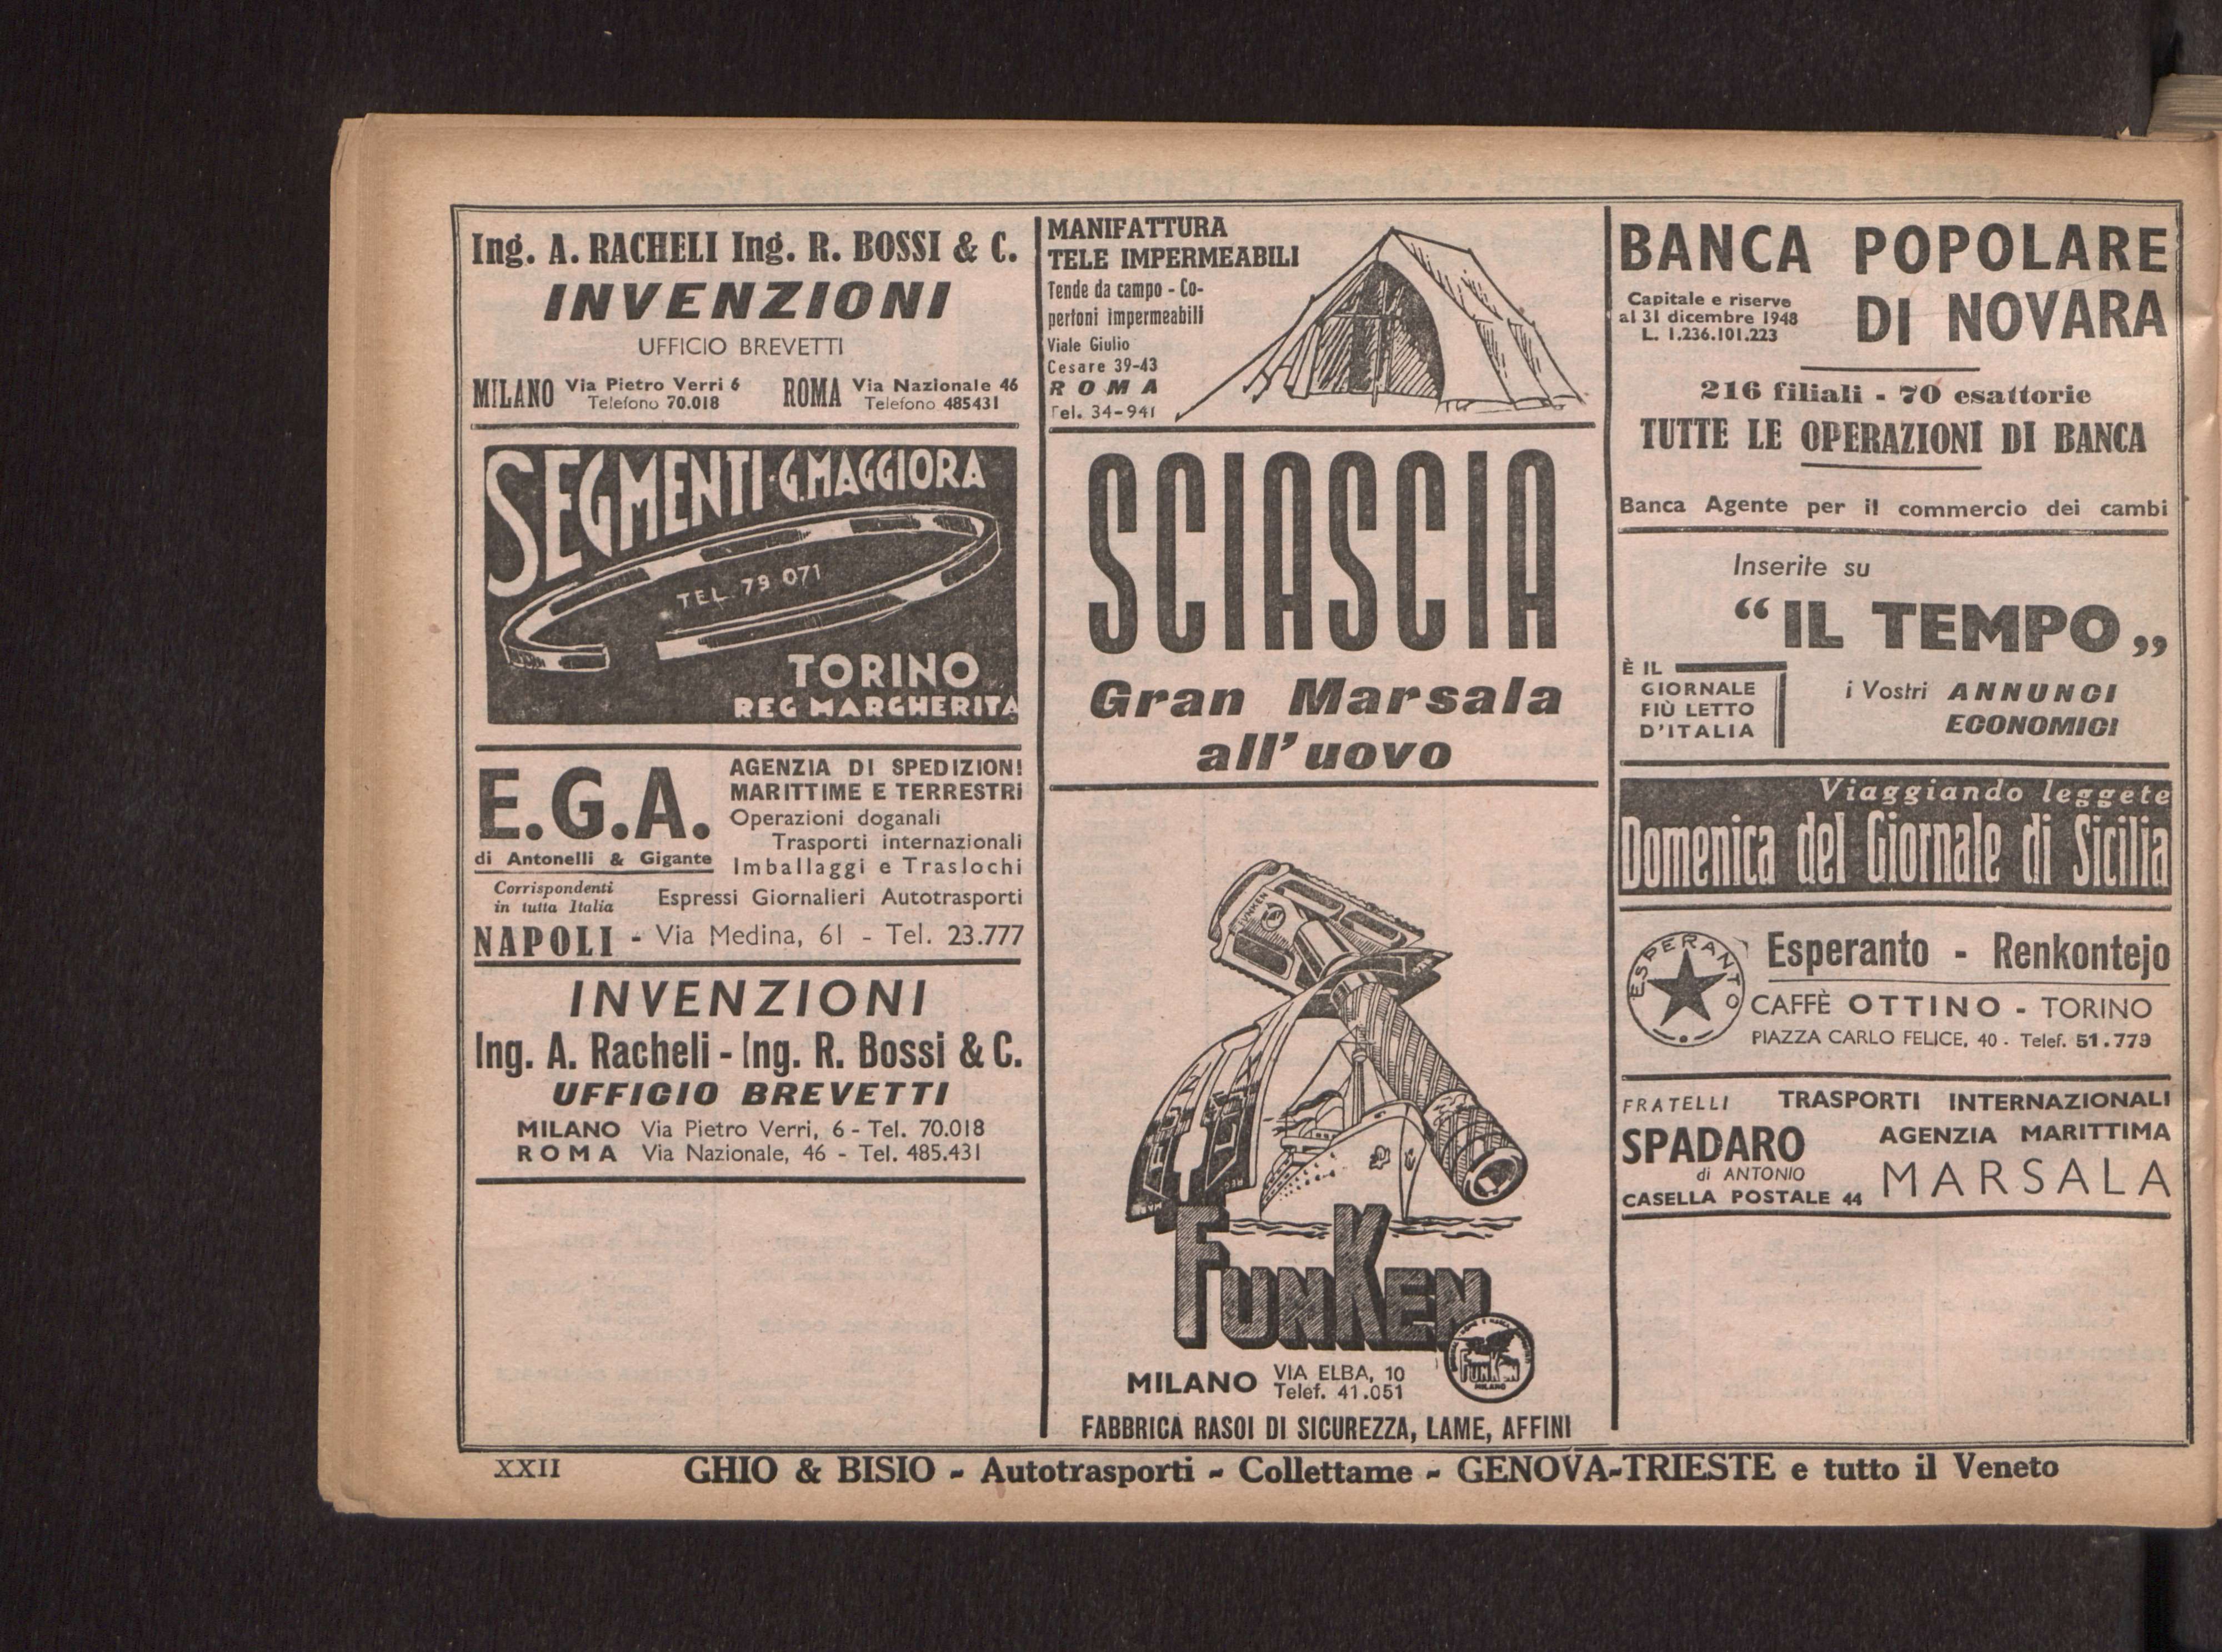 Ing. A. RACHELI Ing. R. BOSSI & C.
INVENZIONI
UFFICIO BREVETTI
MILANO Via Pietro Verri 6
Telefono 70.018
ROMA Via Nazionale 46
Telefono 485431
SEGMENTI-G.MAGGIORA
TEL. 79 071
TORINO
REG MARGHERITA
E.G.A.
di Antonelli & Gigante
Corrispondenti
in tutta Italia
AGENZIA DI SPEDIZIONI
MARITTIME E TERRESTRI
Operazioni doganali
Trasporti internazionali
Imballaggi e Traslochi
Espressi Giornalieri Autotrasporti
NAPOLI - Via Medina, 61 - Tel. 23.777
INVENZIONI
Ing. A. Racheli - Ing. R. Bossi & C.
UFFICIO BREVETTI
MILANO Via Pietro Verri, 6 - Tel. 70.018
ROMA Via Nazionale, 46 - Tel. 485.431
MANIFATTURA
TELE IMPERMEABILI
Tende da campo - Co-
pertoni impermeabili
Viale Giulio
Cesare 39-43
ROMA
Tel. 34-941
SCIASCIA
Gran Marsala
all'uovo
FUNKEN
FUNKEN
MILANO VIA ELBA, 10
Telef. 41.051
FUNKEN
MILANO
FABBRICA RASOI DI SICUREZZA, LAME, AFFINI
BANCA POPOLARE
DI NOVARA
Capitale e riserve
al 31 dicembre 1948
L. 1.236.101.223
216 filiali - 70 esattorie
TUTTE LE OPERAZIONI DI BANCA
Banca Agente per il commercio dei cambi
Inserite su
“IL TEMPO„
È IL
GIORNALE
PIÙ LETTO
D'ITALIA
i Vostri ANNUNCI
ECONOMICI
Viaggiando leggete
Domenica del Giornale di Sicilia
ESPERANTO
Esperanto - Renkontejo
CAFFÈ OTTINO - TORINO
PIAZZA CARLO FELICE, 40 - Telef. 51.779
FRATELLI
SPADARO
di ANTONIO
CASELLA POSTALE 44
TRASPORTI INTERNAZIONALI
AGENZIA MARITTIMA
MARSALA
XXII
GHIO & BISIO - Autotrasporti - Collettame - GENOVA-TRIESTE e tutto il Veneto